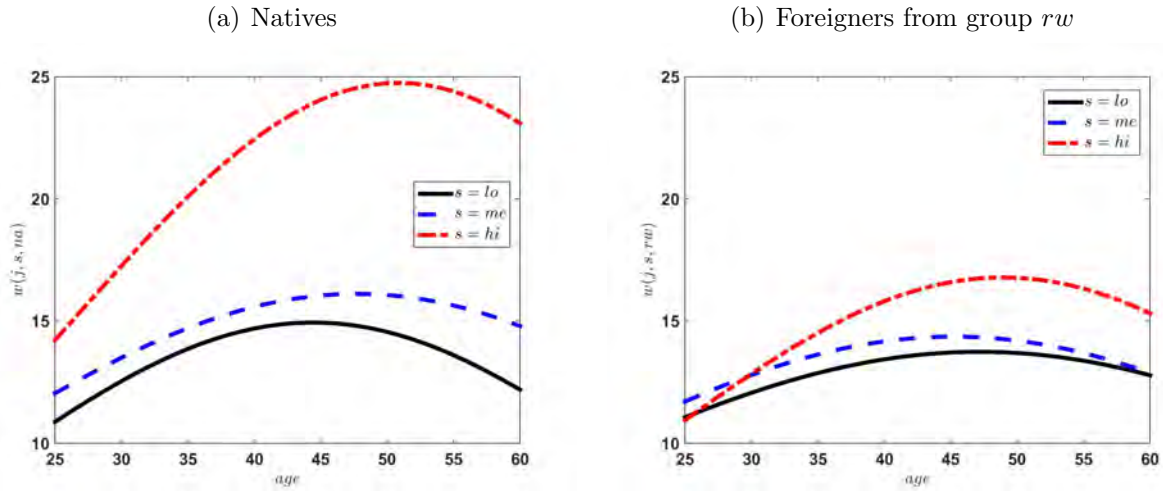 (a) Natives
25
20
15
10
w(j, s, na)
s = lo
s = me
s = hi
25 30 35 40 45 50 55 60
age
(b) Foreigners from group rw
25
20
15
10
w(j, s, rw)
s = lo
s = me
s = hi
25 30 35 40 45 50 55 60
age